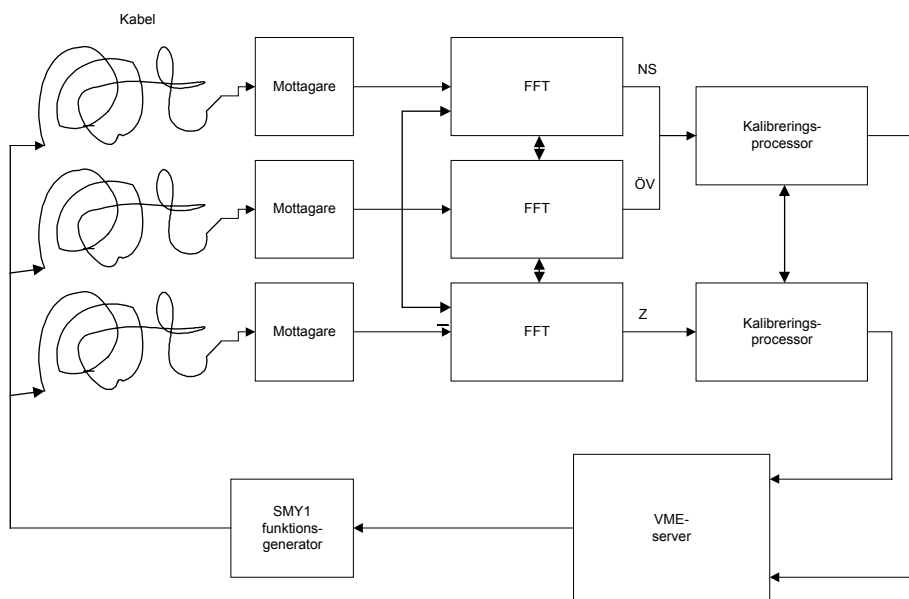 Kabel
Mottagare
FFT
NS
Kalibrerings-
processor
Mottagare
FFT
ÖV
Mottagare
FFT
Z
Kalibrerings-
processor
SMY1
funktions-
generator
VME-
server